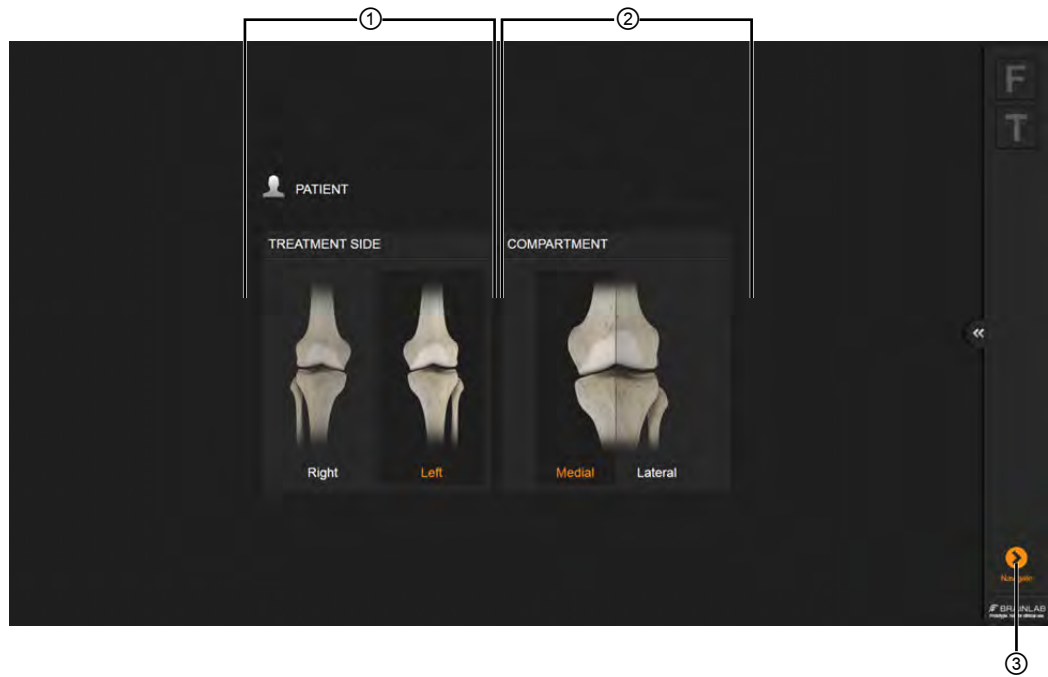 ① ②
F
T
PATIENT
TREATMENT SIDE COMPARTMENT
«
Right Left Medial Lateral
Navigate
BRAINLAB
③